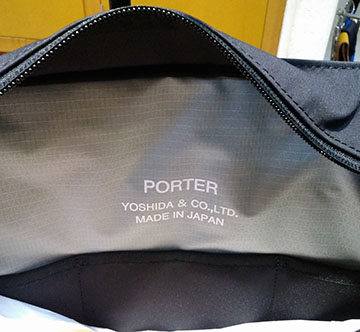 PORTER
YOSHIDA & CO.,LTD.
MADE IN JAPAN